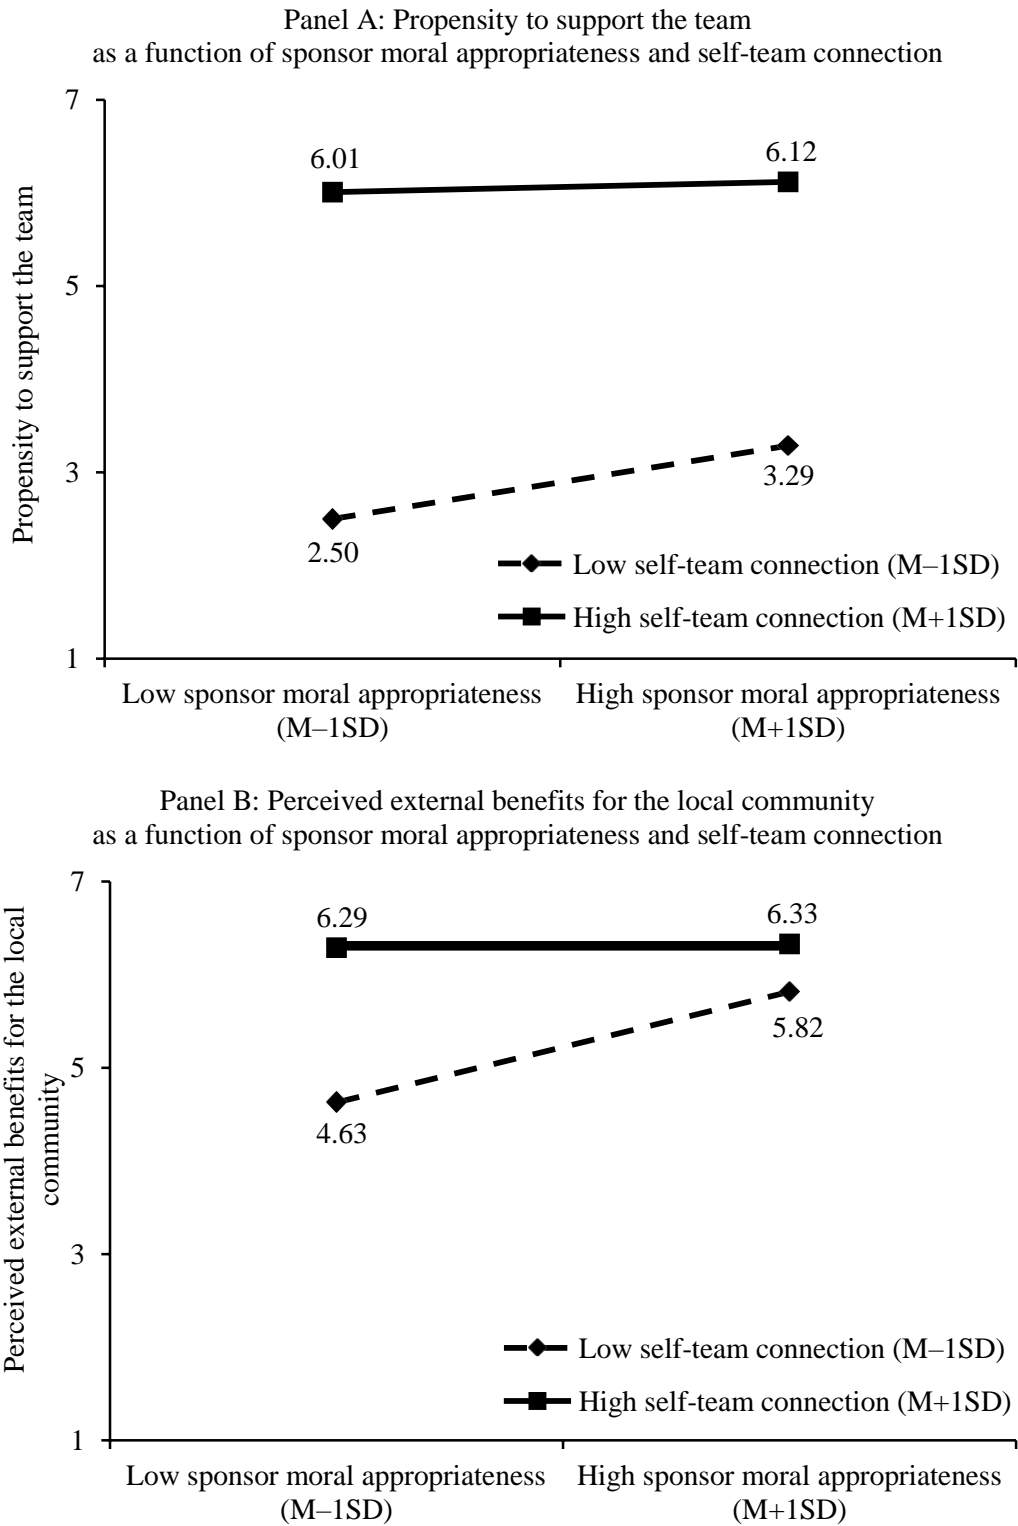 Panel A: Propensity to support the team
as a function of sponsor moral appropriateness and self-team connection
7
6.01
6.12
Propensity to support the team
5
3
3.29
2.50
Low self-team connection (M–1SD)
High self-team connection (M+1SD)
1
Low sponsor moral appropriateness
(M–1SD)
High sponsor moral appropriateness
(M+1SD)
Panel B: Perceived external benefits for the local community
as a function of sponsor moral appropriateness and self-team connection
7
6.29
6.33
Perceived external benefits for the local
community
5.82
5
4.63
3
Low self-team connection (M–1SD)
High self-team connection (M+1SD)
1
Low sponsor moral appropriateness
(M–1SD)
High sponsor moral appropriateness
(M+1SD)